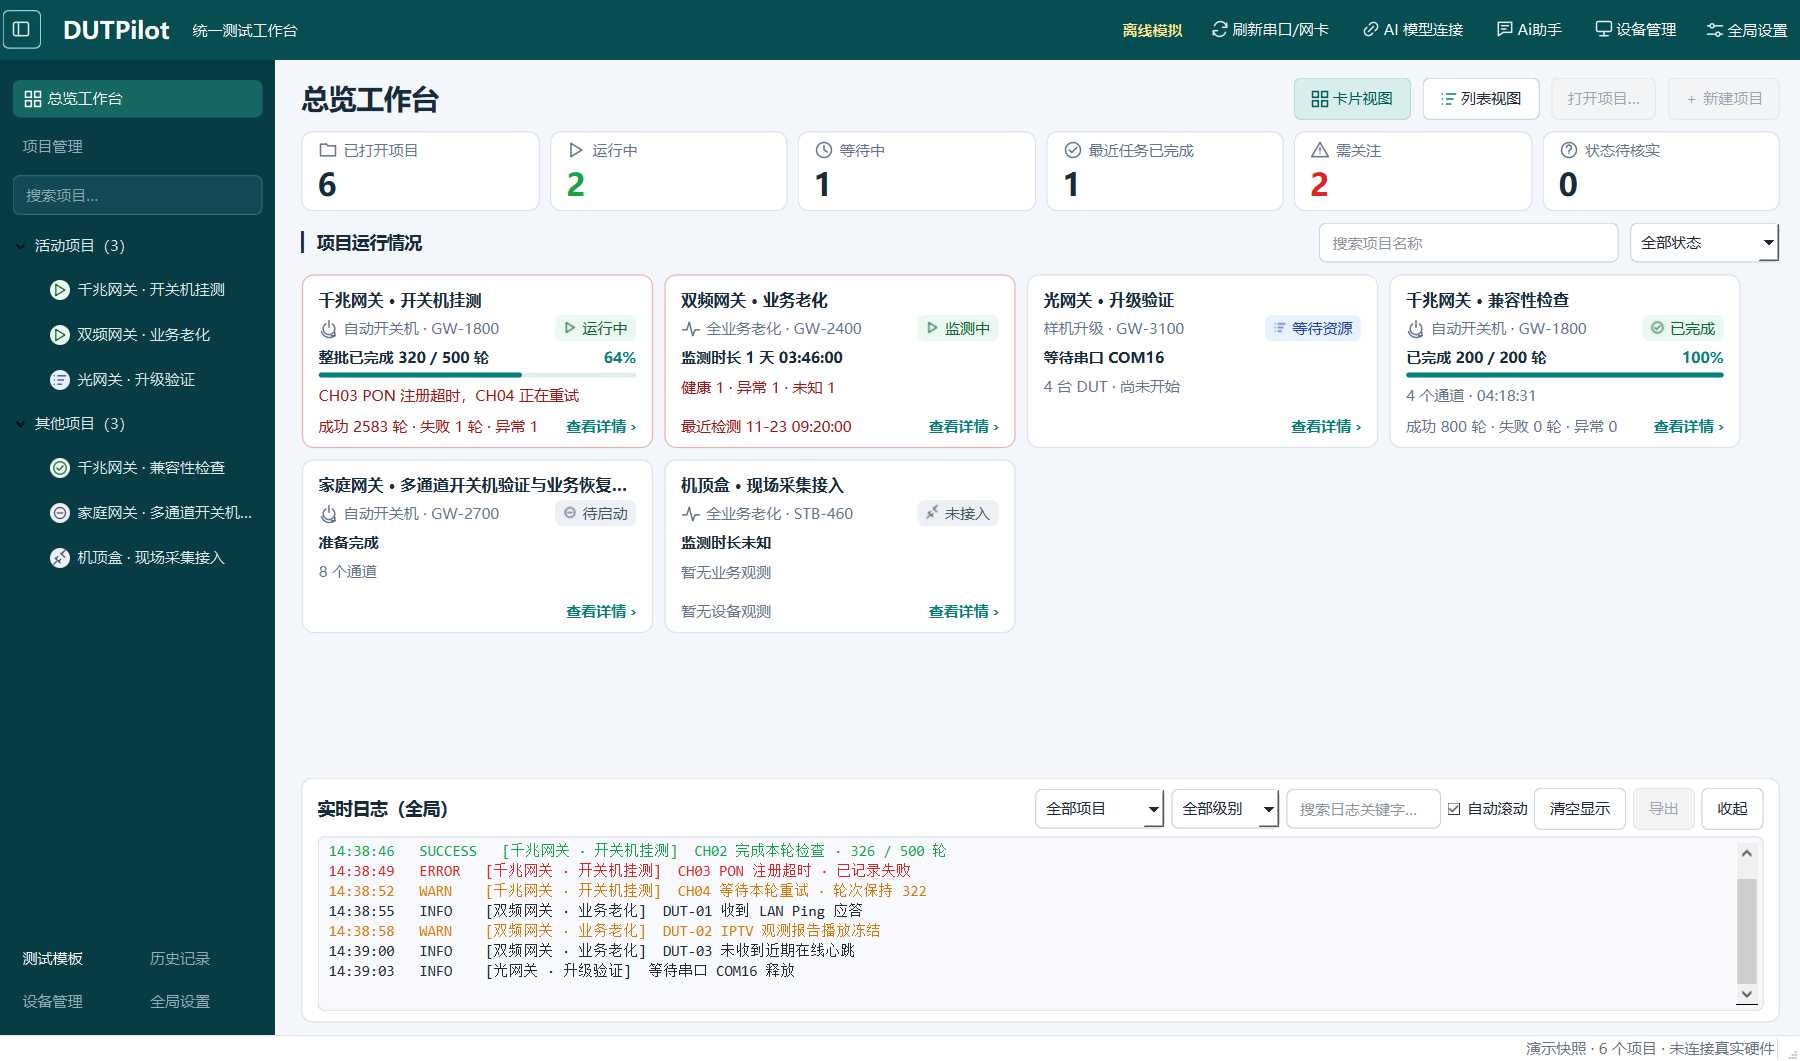 DUTPilot 统一测试工作台 离线模拟 刷新串口/网卡 AI 模型连接 Ai助手 设备管理 全局设置
总览工作台
项目管理
搜索项目...
活动项目（3）
千兆网关 · 开关机挂测
双频网关 · 业务老化
光网关 · 升级验证
其他项目（3）
千兆网关 · 兼容性检查
家庭网关 · 多通道开关机...
机顶盒 · 现场采集接入
测试模板 历史记录
设备管理 全局设置
总览工作台 卡片视图 列表视图 打开项目... + 新建项目
已打开项目 运行中 等待中 最近任务已完成 需关注 状态待核实
6 2 1 1 2 0
项目运行情况 搜索项目名称 全部状态
千兆网关 • 开关机挂测
自动开关机 · GW-1800 运行中
整批已完成 320 / 500 轮 64%
CH03 PON 注册超时，CH04 正在重试
成功 2583 轮 · 失败 1 轮 · 异常 1 查看详情 ›
双频网关 • 业务老化
全业务老化 · GW-2400 监测中
监测时长 1 天 03:46:00
健康 1 · 异常 1 · 未知 1
最近检测 11-23 09:20:00 查看详情 ›
光网关 • 升级验证
样机升级 · GW-3100 等待资源
等待串口 COM16
4 台 DUT · 尚未开始
查看详情 ›
千兆网关 • 兼容性检查
自动开关机 · GW-1800 已完成
已完成 200 / 200 轮 100%
4 个通道 · 04:18:31
成功 800 轮 · 失败 0 轮 · 异常 0 查看详情 ›
家庭网关 • 多通道开关机验证与业务恢复...
自动开关机 · GW-2700 待启动
准备完成
8 个通道
查看详情 ›
机顶盒 • 现场采集接入
全业务老化 · STB-460 未接入
监测时长未知
暂无业务观测
暂无设备观测 查看详情 ›
实时日志（全局） 全部项目 全部级别 搜索日志关键字... 自动滚动 清空显示 导出 收起
14:38:46 SUCCESS [千兆网关 · 开关机挂测] CH02 完成本轮检查 · 326 / 500 轮
14:38:49 ERROR [千兆网关 · 开关机挂测] CH03 PON 注册超时 · 已记录失败
14:38:52 WARN [千兆网关 · 开关机挂测] CH04 等待本轮重试 · 轮次保持 322
14:38:55 INFO [双频网关 · 业务老化] DUT-01 收到 LAN Ping 应答
14:38:58 WARN [双频网关 · 业务老化] DUT-02 IPTV 观测报告播放冻结
14:39:00 INFO [双频网关 · 业务老化] DUT-03 未收到近期在线心跳
14:39:03 INFO [光网关 · 升级验证] 等待串口 COM16 释放
演示快照 · 6 个项目 · 未连接真实硬件